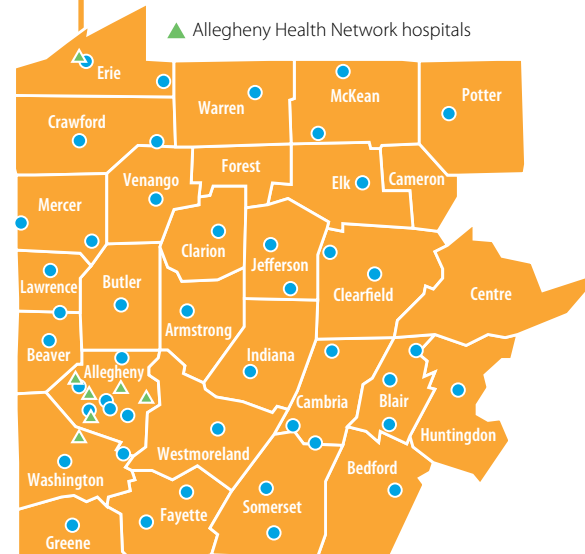 Allegheny Health Network hospitals
Erie
Warren
McKean
Potter
Crawford
Forest
Venango
Elk
Cameron
Mercer
Clarion
Jefferson
Lawrence
Butler
Clearfield
Centre
Armstrong
Beaver
Indiana
Allegheny
Cambria
Blair
Huntingdon
Westmoreland
Bedford
Washington
Somerset
Fayette
Greene